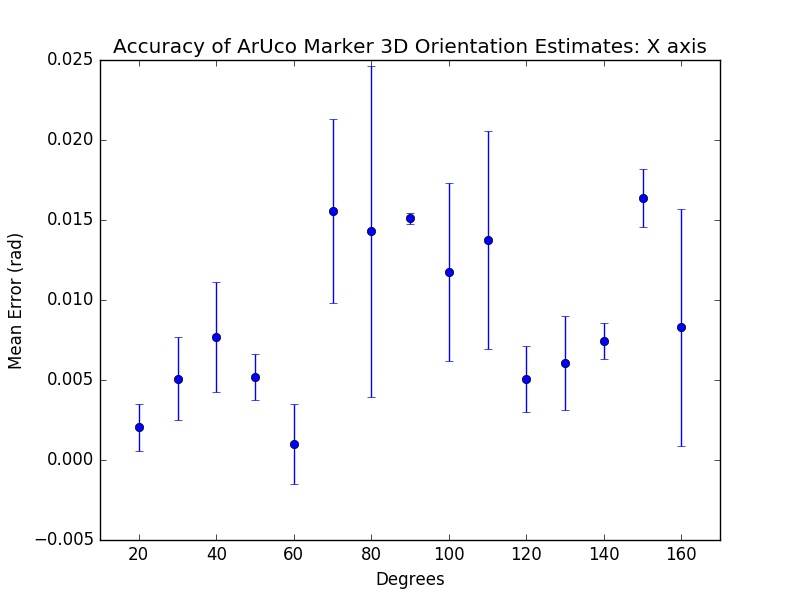 Accuracy of ArUco Marker 3D Orientation Estimates: X axis
0.025
0.020
0.015
0.010
0.005
0.000
−0.005
Mean Error (rad)
20 40 60 80 100 120 140 160
Degrees